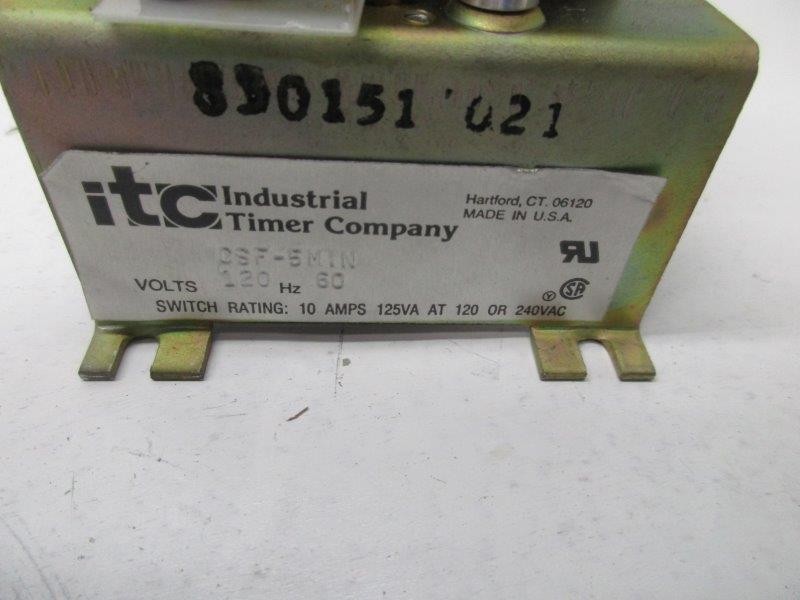 830151 021
itc Industrial
Timer Company
Hartford, CT. 06120
MADE IN U.S.A.
CSF-5MIN
VOLTS 120 Hz 60
SWITCH RATING: 10 AMPS 125VA AT 120 OR 240VAC